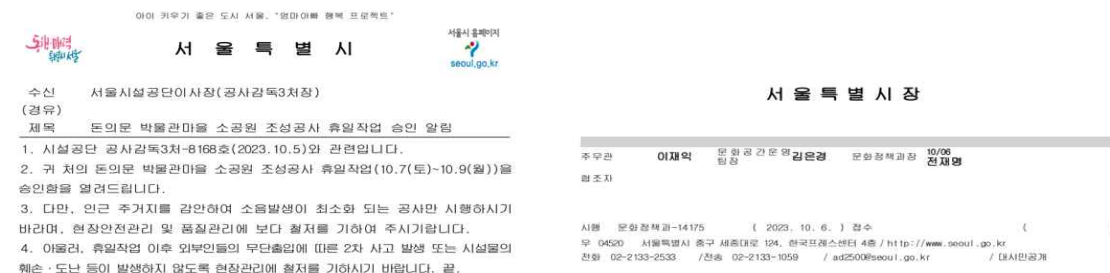 아이 키우기 좋은 도시 서울, "엄마아빠 행복 프로젝트"
동행·매력
특별시 서울
서 울 특 별 시
서울시 홈페이지
seoul.go.kr
수신 서울시설공단이사장(공사감독3처장)
(경유)
제목 돈의문 박물관마을 소공원 조성공사 휴일작업 승인 알림
1. 시설공단 공사감독3처-8168호(2023.10.5)와 관련입니다.
2. 귀 처의 돈의문 박물관마을 소공원 조성공사 휴일작업(10.7(토)~10.9(월))을
승인함을 열려드립니다.
3. 다만, 인근 주거지를 감안하여 소음발생이 최소화 되는 공사만 시행하시기
바라며, 현장안전관리 및 품질관리에 보다 철저를 기하여 주시기랍니다.
4. 아울러, 휴일작업 이후 외부인들의 무단출입에 따른 2차 사고 발생 또는 시설물의
훼손·도난 등이 발생하지 않도록 현장관리에 철저를 기하시기 바랍니다. 끝.
서울특별시장
주무관 이재익 문화공간운영팀장 김은경 문화정책과장 10/06 전재명
협조자
시행 문화정책과-14175 ( 2023. 10. 6. ) 접수 (
우 04520 서울특별시 중구 세종대로 124, 한국프레스센터 4층 / http://www.seoul.go.kr
전화 02-2133-2533 /전송 02-2133-1059 / ad2500@seoul.go.kr / 대시민공개